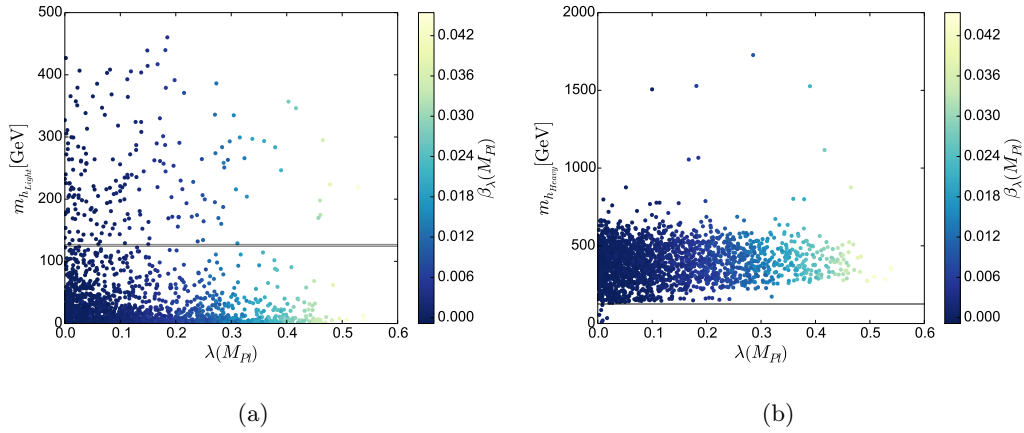 500
400
300
200
100
0
m_{h_{Light}}[GeV]
0.0 0.1 0.2 0.3 0.4 0.5 0.6
λ(M_{Pl})
0.042
0.036
0.030
0.024
0.018
0.012
0.006
0.000
β_λ(M_{Pl})
(a)
2000
1500
1000
500
0
m_{h_{Heavy}}[GeV]
0.0 0.1 0.2 0.3 0.4 0.5 0.6
λ(M_{Pl})
0.042
0.036
0.030
0.024
0.018
0.012
0.006
0.000
β_λ(M_{Pl})
(b)